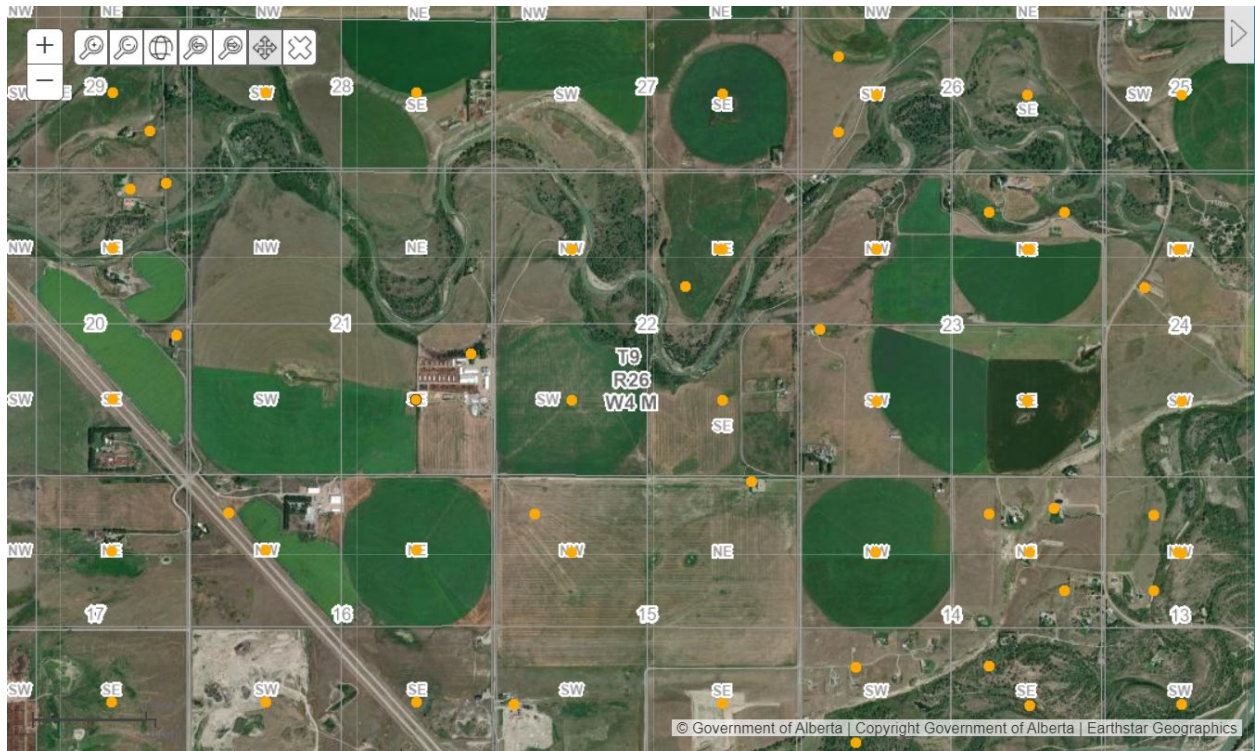 NW NE NW SE NW NE NW NE NW
+
−
29 28 27 26 25
SW SE SW SE SW SE SW SE SW
NW NE NW NE NW NE NW NE NW
20 21 22 23 24
T9
R26
W4 M
SW SE SW SE SW SE SW SE SW
NW NE NW NE NW NE NW NE NW
17 16 15 14 13
SW SE SW SE SW SE SW SE SW
© Government of Alberta | Copyright Government of Alberta | Earthstar Geographics